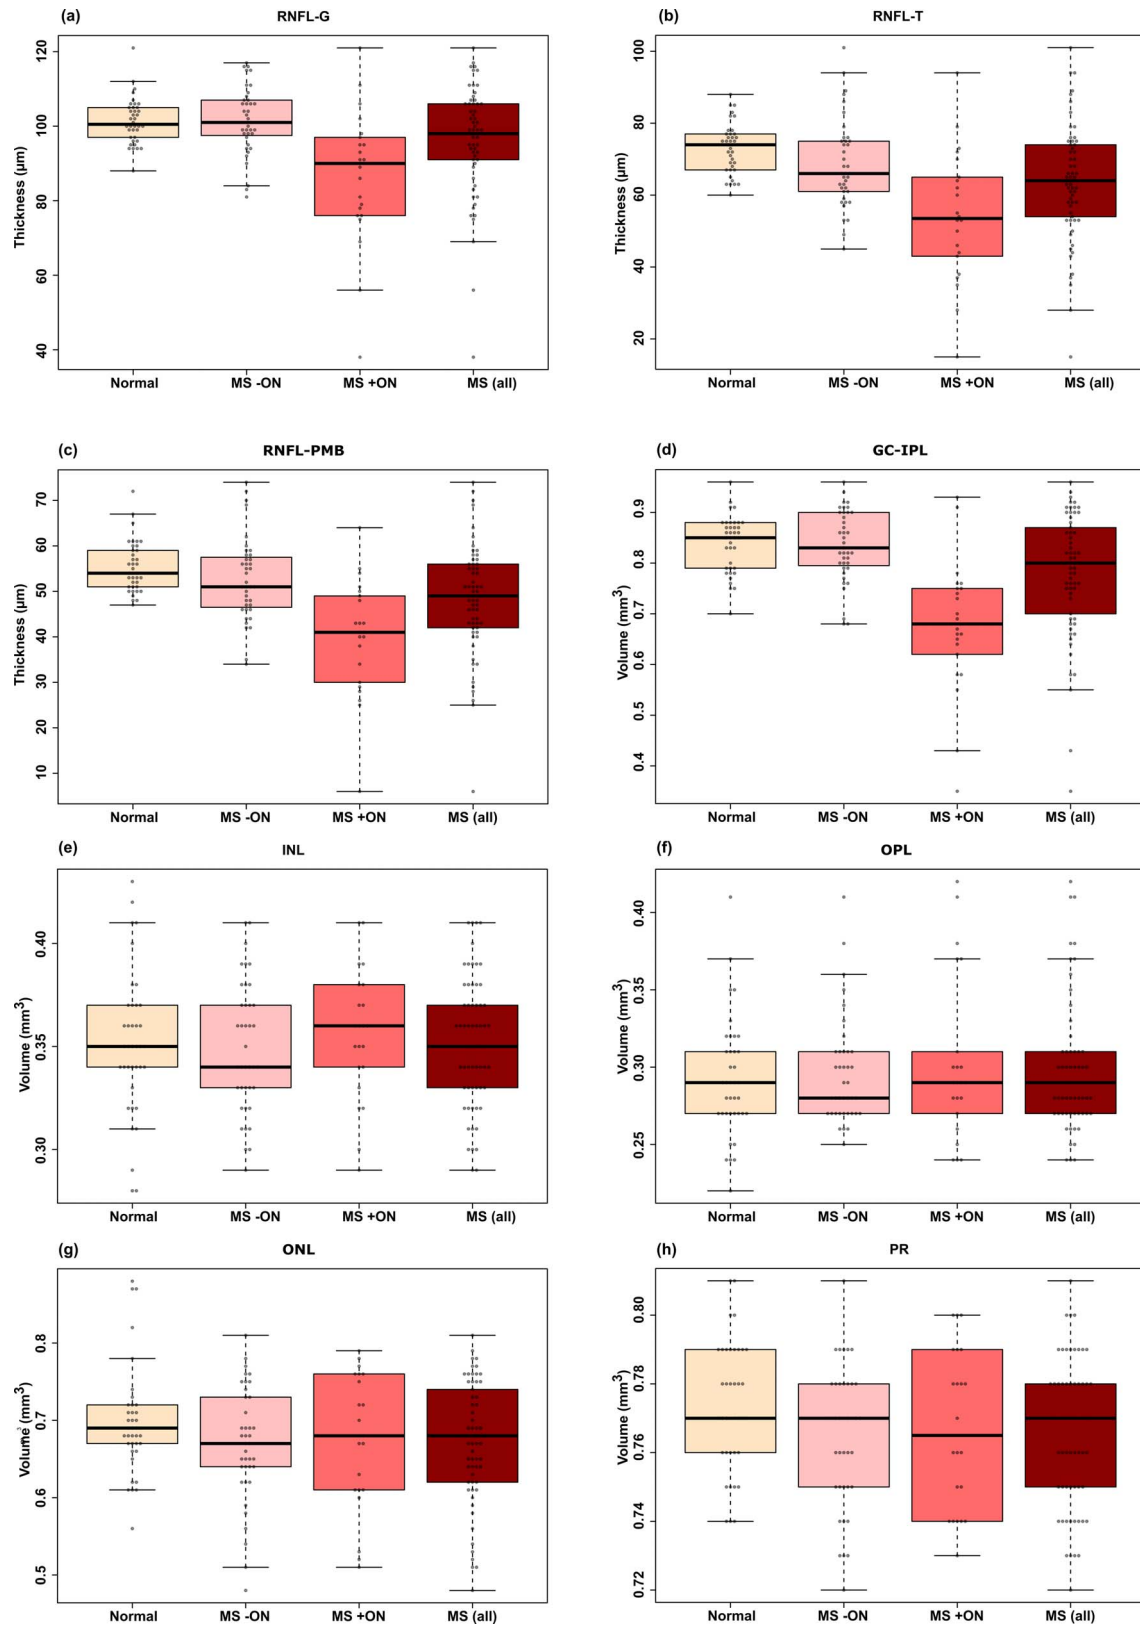 (a) RNFL-G
Thickness (µm)
120
100
80
60
40
Normal MS -ON MS +ON MS (all)
(b) RNFL-T
Thickness (µm)
100
80
60
40
20
Normal MS -ON MS +ON MS (all)
(c) RNFL-PMB
Thickness (µm)
70
60
50
40
30
20
10
Normal MS -ON MS +ON MS (all)
(d) GC-IPL
Volume (mm³)
0.9
0.8
0.7
0.6
0.5
0.4
Normal MS -ON MS +ON MS (all)
(e) INL
Volume (mm³)
0.40
0.35
0.30
Normal MS -ON MS +ON MS (all)
(f) OPL
Volume (mm³)
0.40
0.35
0.30
0.25
Normal MS -ON MS +ON MS (all)
(g) ONL
Volume (mm³)
0.8
0.7
0.6
0.5
Normal MS -ON MS +ON MS (all)
(h) PR
Volume (mm³)
0.80
0.78
0.76
0.74
0.72
Normal MS -ON MS +ON MS (all)